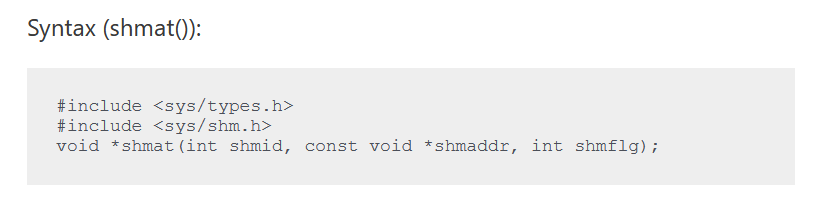 Syntax (shmat()):
#include <sys/types.h>
#include <sys/shm.h>
void *shmat(int shmid, const void *shmaddr, int shmflg);